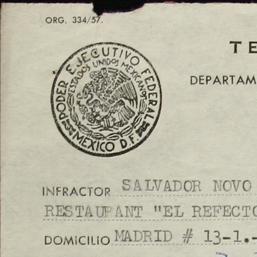 ORG. 334/57.
TE
PODER EJECUTIVO FEDERAL
ESTADOS UNIDOS MEXICANOS
MEXICO D.F.
DEPARTAM
INFRACTOR SALVADOR NOVO
RESTAURANT "EL REFECTO
DOMICILIO MADRID # 13-1.-